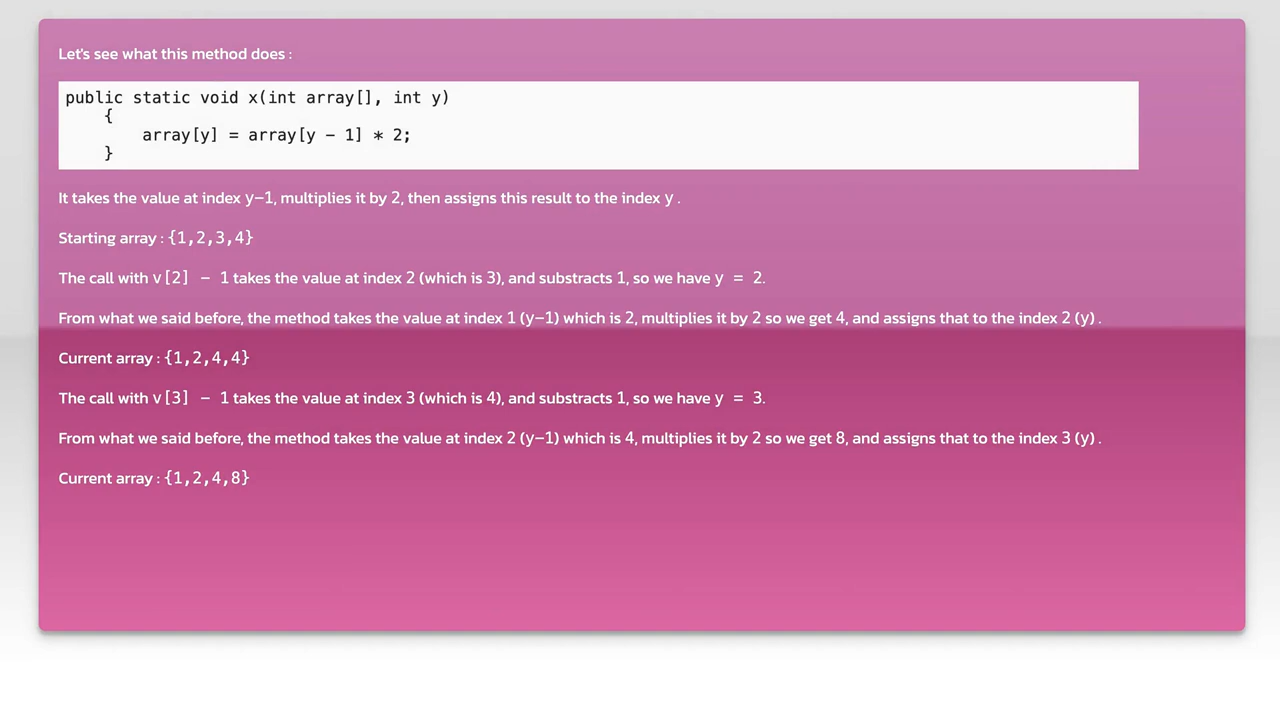 Let's see what this method does :
public static void x(int array[], int y)
{
array[y] = array[y - 1] * 2;
}
It takes the value at index y-1, multiplies it by 2, then assigns this result to the index y .
Starting array : {1,2,3,4}
The call with v[2] - 1 takes the value at index 2 (which is 3), and substracts 1, so we have y = 2.
From what we said before, the method takes the value at index 1 (y-1) which is 2, multiplies it by 2 so we get 4, and assigns that to the index 2 (y) .
Current array : {1,2,4,4}
The call with v[3] - 1 takes the value at index 3 (which is 4), and substracts 1, so we have y = 3.
From what we said before, the method takes the value at index 2 (y-1) which is 4, multiplies it by 2 so we get 8, and assigns that to the index 3 (y) .
Current array : {1,2,4,8}